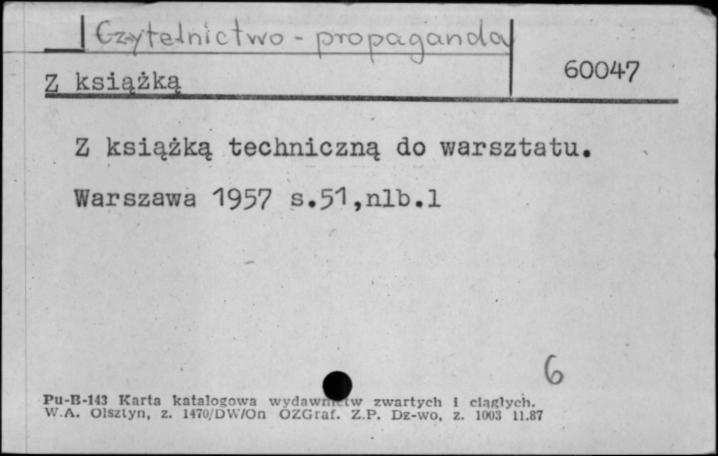 Czytelnictwo - propaganda
60047
Z książką
Z książką techniczną do warsztatu.
Warszawa 1957 s.51,nlb.1
6
Pu-B-143 Karta katalogowa wydawnictw zwartych i ciągłych.
W.A. Olsztyn, z. 1470/DW/On OZGraf. Z.P. Dz-wo, z. 1003 11.87